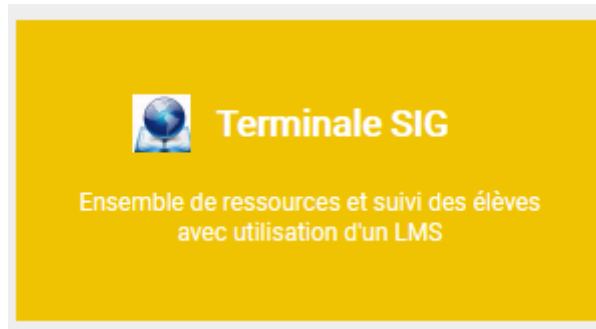 Terminale SIG
Ensemble de ressources et suivi des élèves
avec utilisation d'un LMS